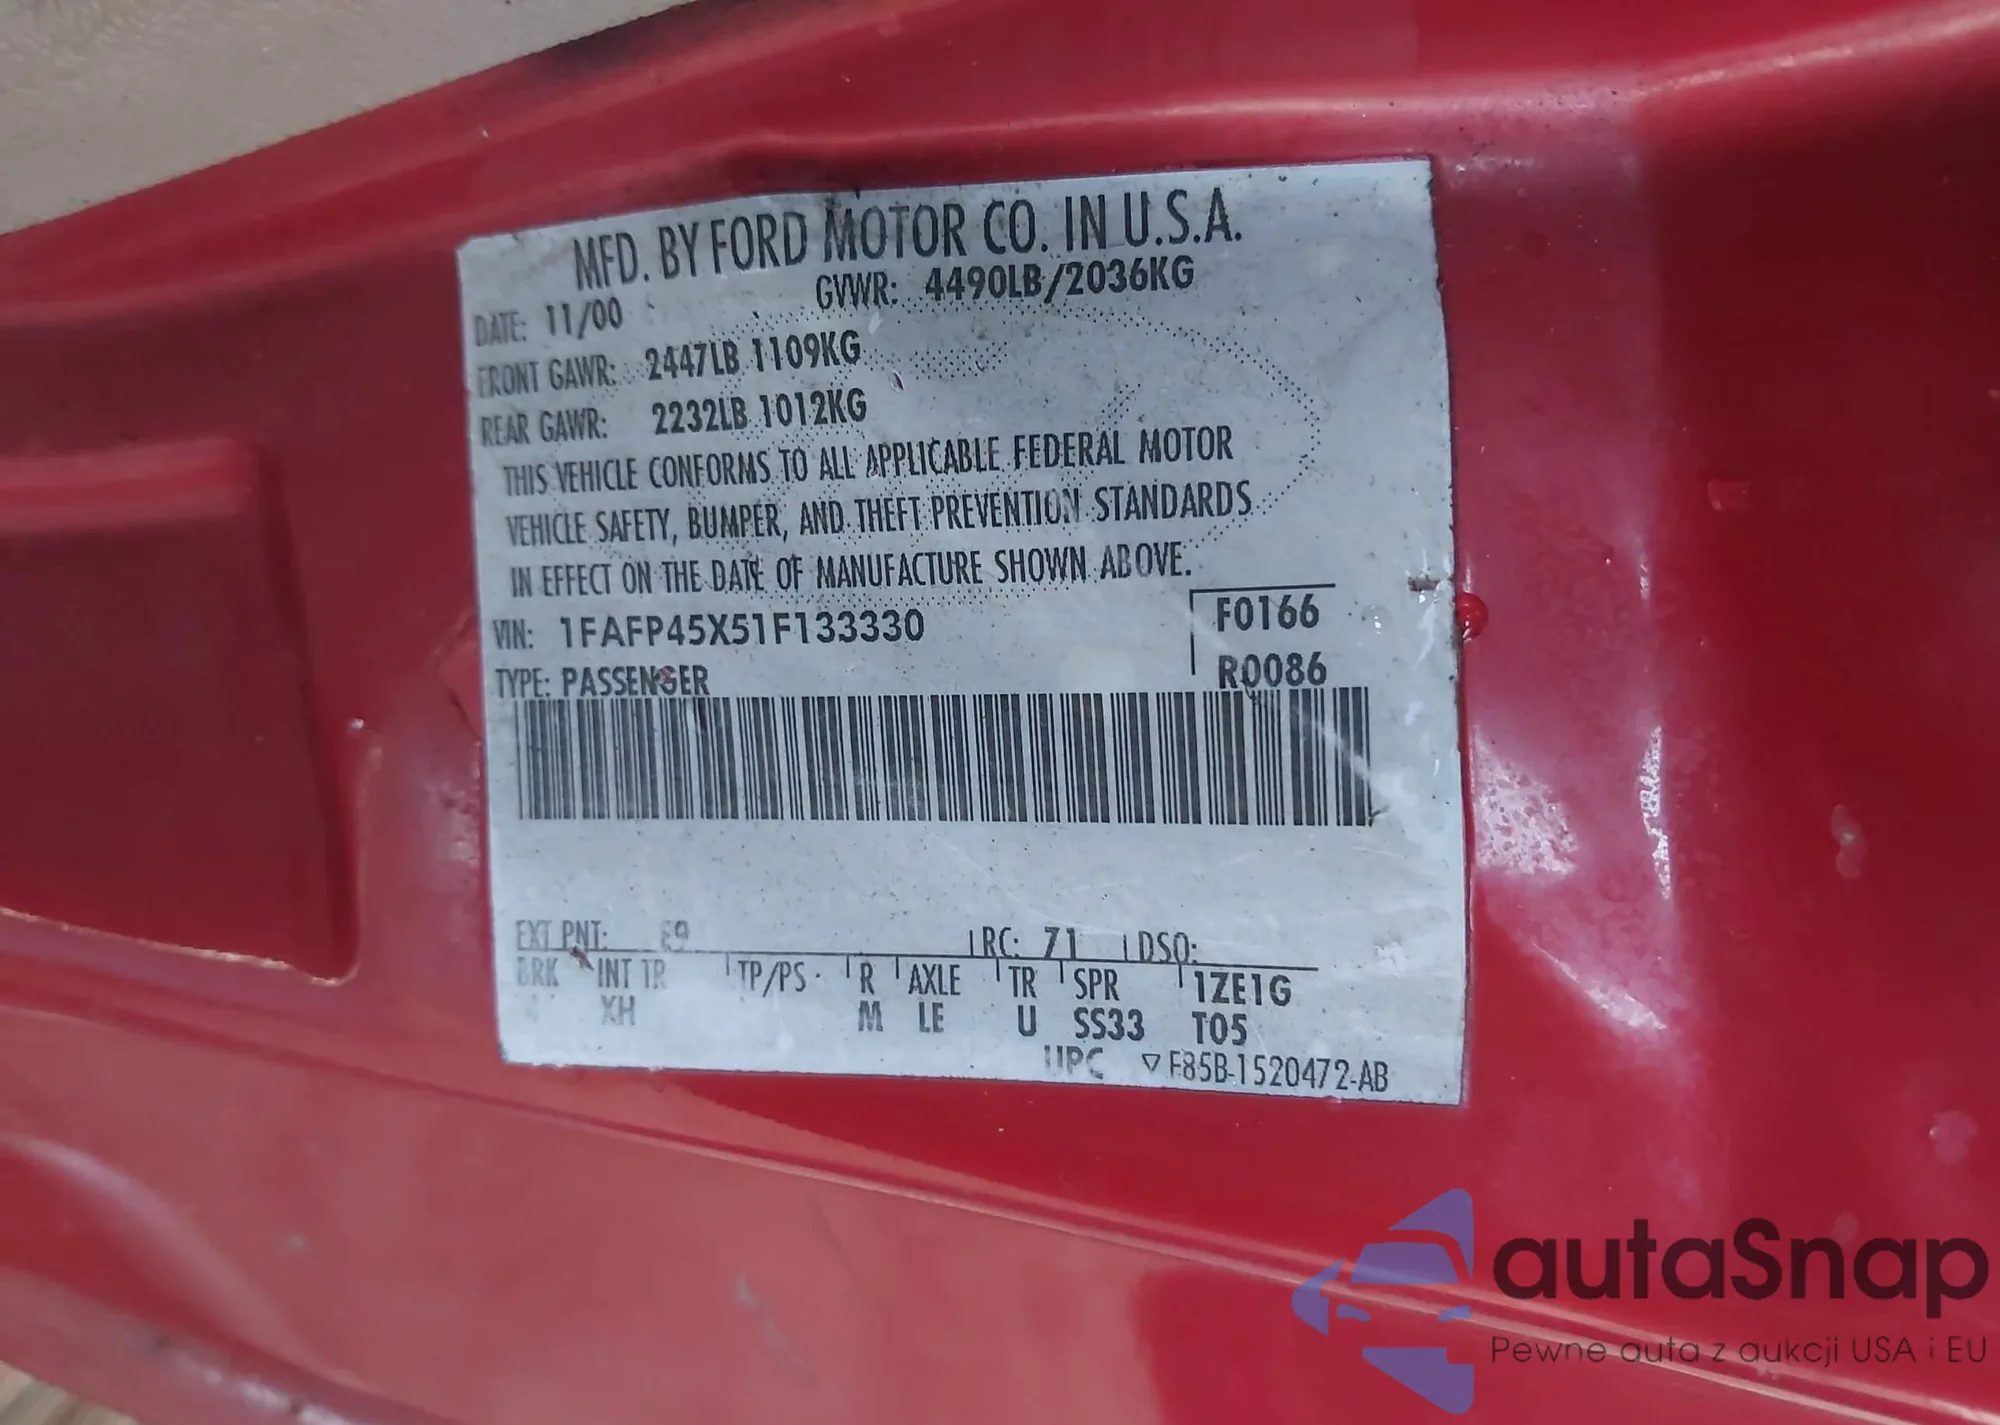 MFD. BY FORD MOTOR CO. IN U.S.A.
DATE: 11/00 GVWR: 4490LB/2036KG
FRONT GAWR: 2447LB 1109KG
REAR GAWR: 2232LB 1012KG
THIS VEHICLE CONFORMS TO ALL APPLICABLE FEDERAL MOTOR
VEHICLE SAFETY, BUMPER, AND THEFT PREVENTION STANDARDS
IN EFFECT ON THE DATE OF MANUFACTURE SHOWN ABOVE.
VIN: 1FAFP45X51F133330 F0166
TYPE: PASSENGER R0086
EXT PNT: E9 RC: 71 DSO:
BRK INT TR TP/PS R AXLE TR SPR 1ZE1G
4 XH M LE U SS33 T05
UPC ▽ F85B-1520472-AB
autaSnap
Pewne auta z aukcji USA i EU